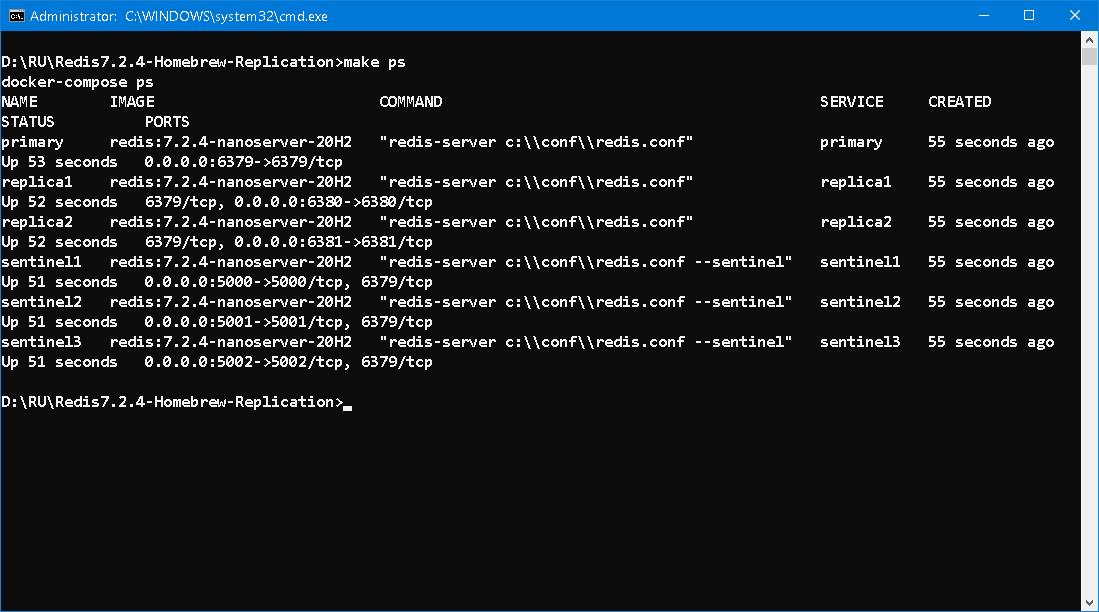 Administrator: C:\WINDOWS\system32\cmd.exe
D:\RU\Redis7.2.4-Homebrew-Replication>make ps
docker-compose ps
NAME        IMAGE                         COMMAND                                          SERVICE     CREATED
STATUS          PORTS
primary     redis:7.2.4-nanoserver-20H2   "redis-server c:\\conf\\redis.conf"              primary     55 seconds ago
Up 53 seconds   0.0.0.0:6379->6379/tcp
replica1    redis:7.2.4-nanoserver-20H2   "redis-server c:\\conf\\redis.conf"              replica1    55 seconds ago
Up 52 seconds   6379/tcp, 0.0.0.0:6380->6380/tcp
replica2    redis:7.2.4-nanoserver-20H2   "redis-server c:\\conf\\redis.conf"              replica2    55 seconds ago
Up 52 seconds   6379/tcp, 0.0.0.0:6381->6381/tcp
sentinel1   redis:7.2.4-nanoserver-20H2   "redis-server c:\\conf\\redis.conf --sentinel"   sentinel1   55 seconds ago
Up 51 seconds   0.0.0.0:5000->5000/tcp, 6379/tcp
sentinel2   redis:7.2.4-nanoserver-20H2   "redis-server c:\\conf\\redis.conf --sentinel"   sentinel2   55 seconds ago
Up 51 seconds   0.0.0.0:5001->5001/tcp, 6379/tcp
sentinel3   redis:7.2.4-nanoserver-20H2   "redis-server c:\\conf\\redis.conf --sentinel"   sentinel3   55 seconds ago
Up 51 seconds   0.0.0.0:5002->5002/tcp, 6379/tcp
D:\RU\Redis7.2.4-Homebrew-Replication>